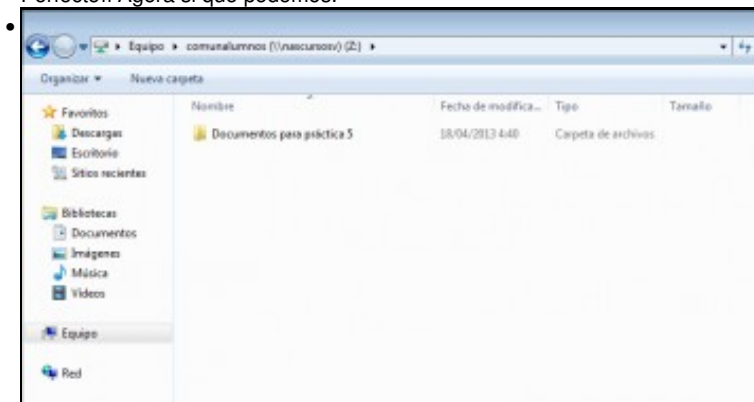 Perfecto!! Agora si que podemos.
Equipo ▸ comunalumnos (\\nascursosv) (Z:) ▸
Organizar ▾ Nueva carpeta
Nombre Fecha de modifica... Tipo Tamaño
Documentos para práctica 5 18/04/2013 4:40 Carpeta de archivos
Favoritos
Descargas
Escritorio
Sitios recientes
Bibliotecas
Documentos
Imágenes
Música
Vídeos
Equipo
Red